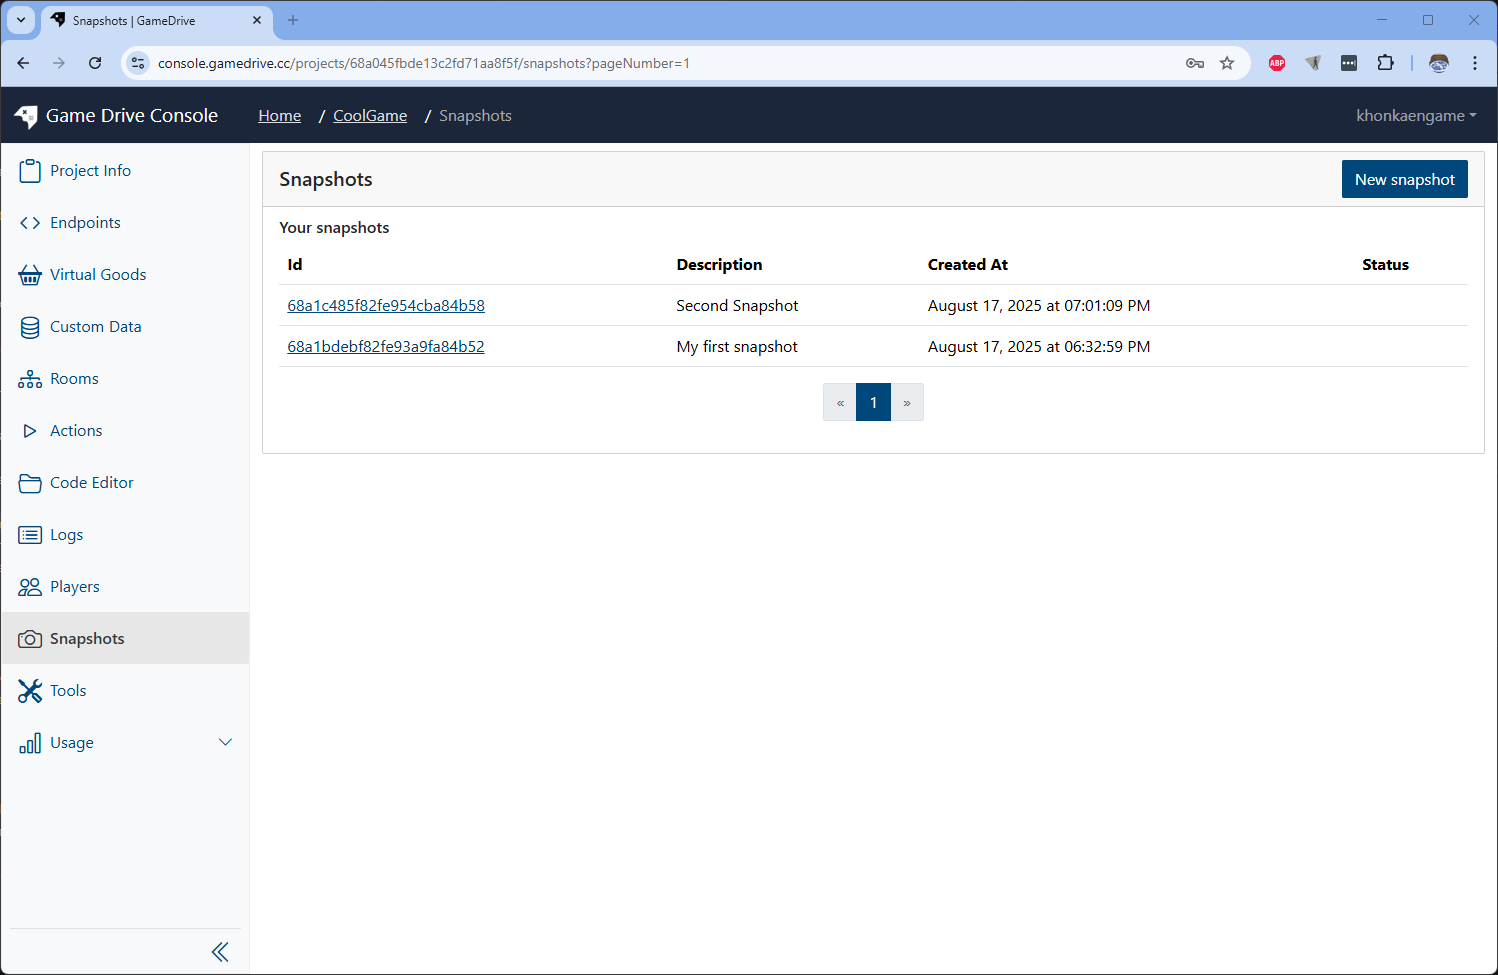 Snapshots | GameDrive
console.gamedrive.cc/projects/68a045fbde13c2fd71aa8f5f/snapshots?pageNumber=1
ABP
Game Drive Console
Home / CoolGame / Snapshots
khonkaengame
Project Info
Endpoints
Virtual Goods
Custom Data
Rooms
Actions
Code Editor
Logs
Players
Snapshots
Tools
Usage
Snapshots
New snapshot
Your snapshots
Id Description Created At Status
68a1c485f82fe954cba84b58 Second Snapshot August 17, 2025 at 07:01:09 PM
68a1bdebf82fe93a9fa84b52 My first snapshot August 17, 2025 at 06:32:59 PM
« 1 »